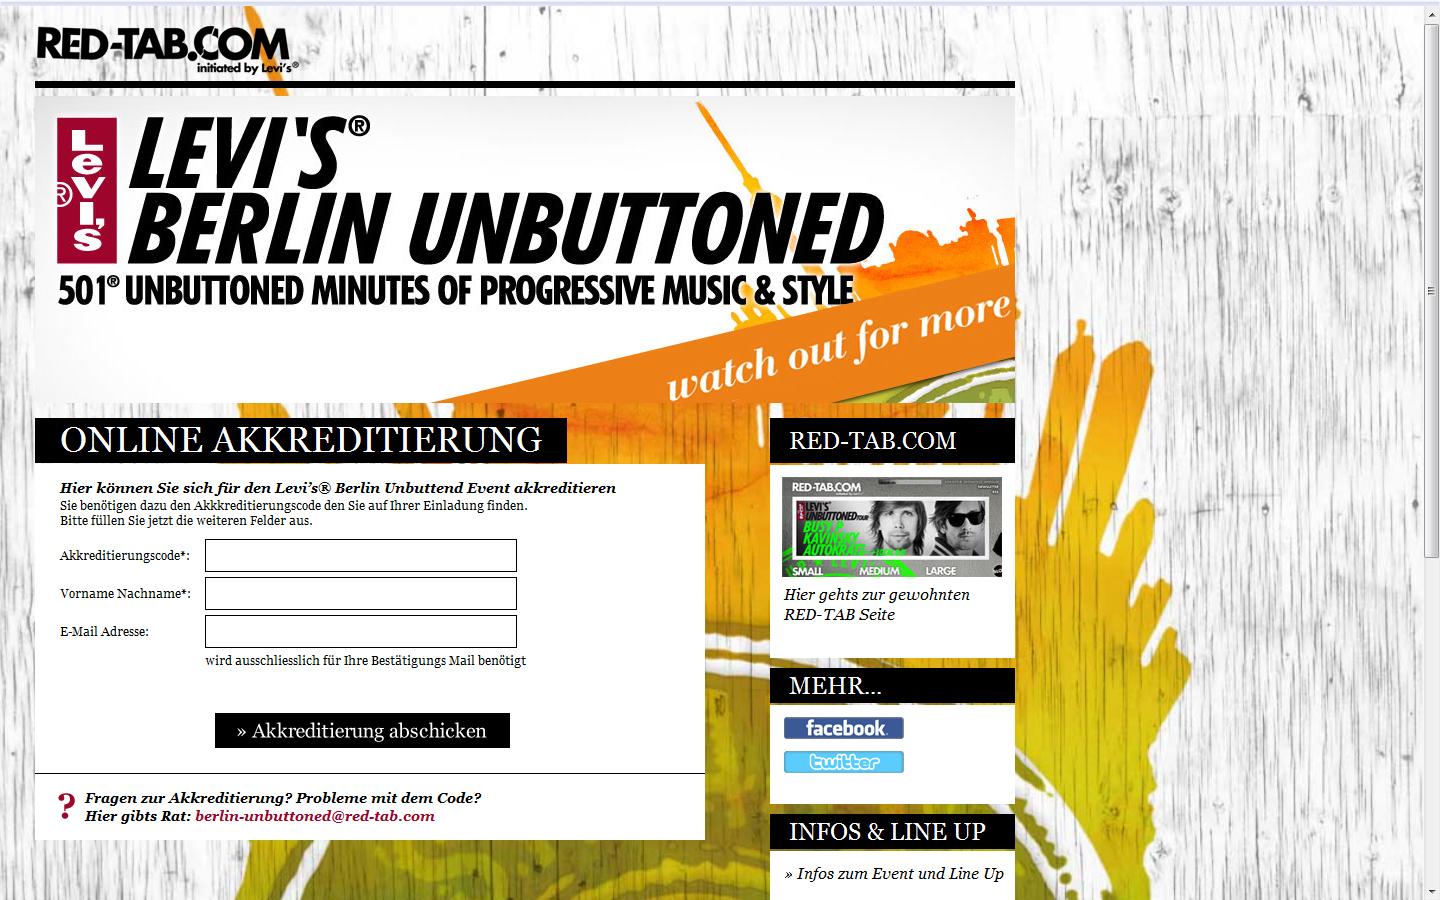 RED-TAB.COM
initiated by Levi's®
Levi's
®
LEVI'S®
BERLIN UNBUTTONED
501® UNBUTTONED MINUTES OF PROGRESSIVE MUSIC & STYLE
watch out for more
ONLINE AKKREDITIERUNG
Hier können Sie sich für den Levi's® Berlin Unbuttend Event akkreditieren
Sie benötigen dazu den Akkkreditierungscode den Sie auf Ihrer Einladung finden.
Bitte füllen Sie jetzt die weiteren Felder aus.
Akkreditierungscode*:
Vorname Nachname*:
E-Mail Adresse:
wird ausschliesslich für Ihre Bestätigungs Mail benötigt
» Akkreditierung abschicken
? Fragen zur Akkreditierung? Probleme mit dem Code?
Hier gibts Rat: berlin-unbuttoned@red-tab.com
RED-TAB.COM
RED-TAB.COM
LEVI'S
UNBUTTONED TOUR
BUSY P
KAVINSKY
AUTOKRATZ
SMALL MEDIUM LARGE
Hier gehts zur gewohnten
RED-TAB Seite
MEHR...
facebook
twitter
INFOS & LINE UP
» Infos zum Event und Line Up